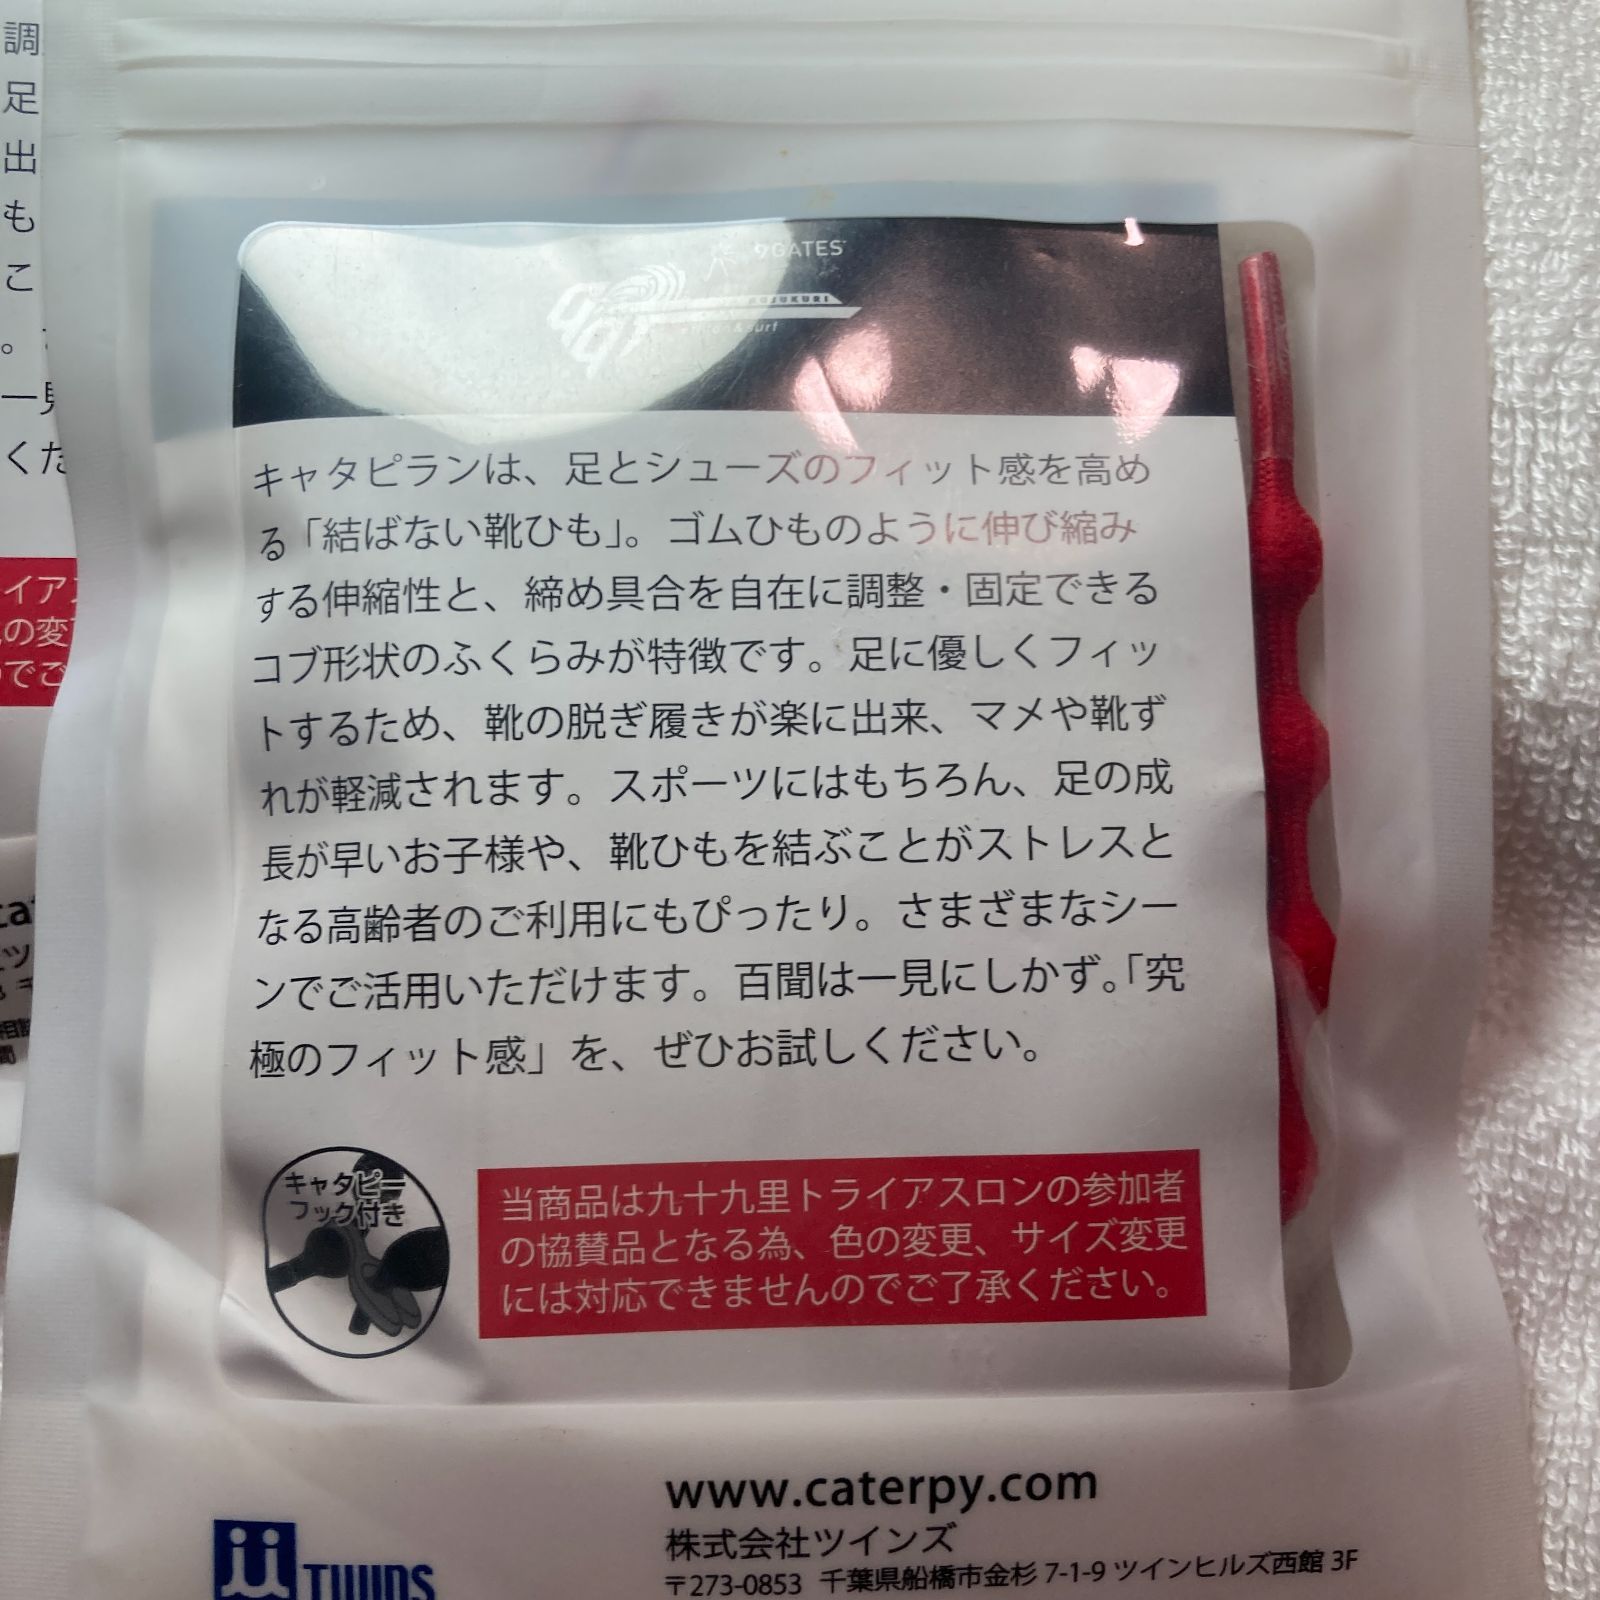 調
足
出
も
こ
。
一見
くた
イア
の変
でご
9GATES
99T
キャタピランは、足とシューズのフィット感を高め
る「結ばない靴ひも」。ゴムひものように伸び縮み
する伸縮性と、締め具合を自在に調整・固定できる
コブ形状のふくらみが特徴です。足に優しくフィッ
トするため、靴の脱ぎ履きが楽に出来、マメや靴ず
れが軽減されます。スポーツにはもちろん、足の成
長が早いお子様や、靴ひもを結ぶことがストレスと
なる高齢者のご利用にもぴったり。さまざまなシー
ンでご活用いただけます。百聞は一見にしかず。「究
極のフィット感」を、ぜひお試しください。
キャタピー
フック付き
当商品は九十九里トライアスロンの参加者
の協賛品となる為、色の変更、サイズ変更
には対応できませんのでご了承ください。
www.caterpy.com
株式会社ツインズ
〒273-0853 千葉県船橋市金杉 7-1-9 ツインヒルズ西館 3F
TWINS